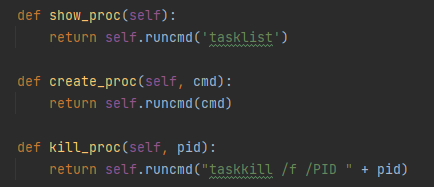 def show_proc(self):
    return self.runcmd('tasklist')
def create_proc(self, cmd):
    return self.runcmd(cmd)
def kill_proc(self, pid):
    return self.runcmd("taskkill /f /PID " + pid)